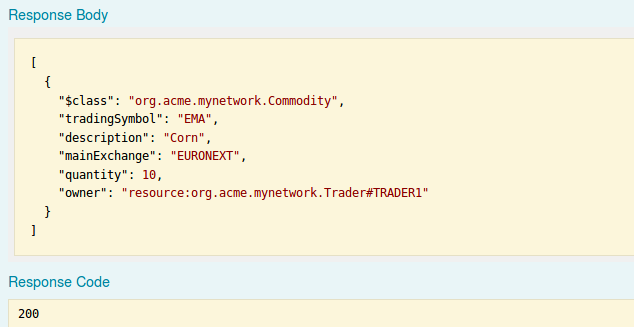 Response Body
[
  {
    "$class": "org.acme.mynetwork.Commodity",
    "tradingSymbol": "EMA",
    "description": "Corn",
    "mainExchange": "EURONEXT",
    "quantity": 10,
    "owner": "resource:org.acme.mynetwork.Trader#TRADER1"
  }
]
Response Code
200